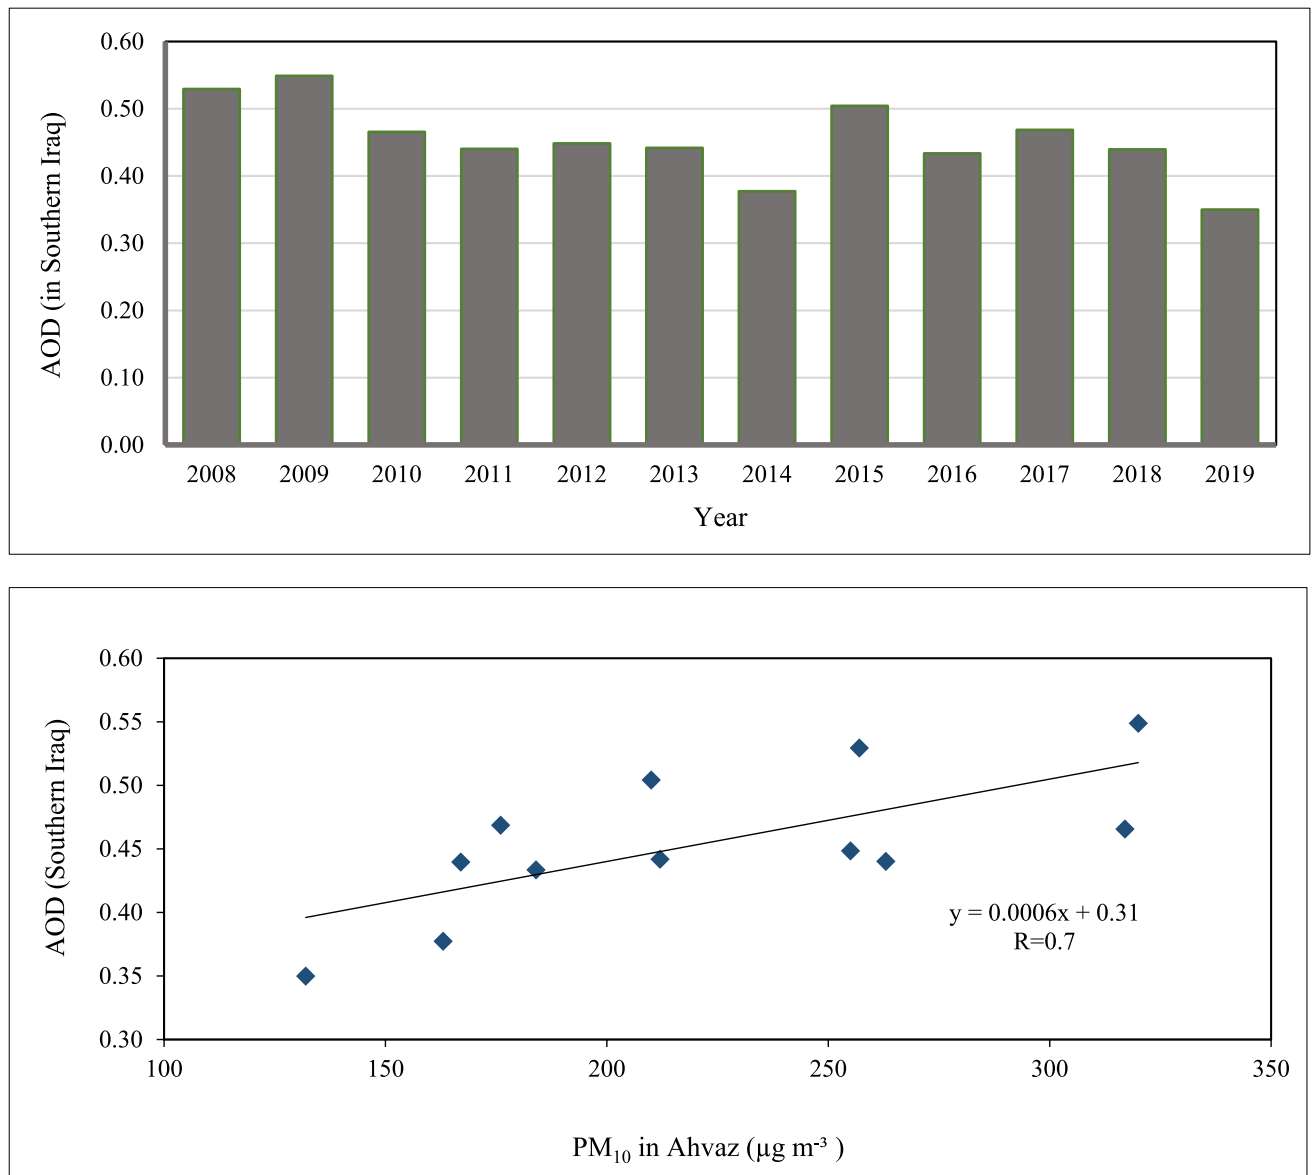 0.60
0.50
0.40
0.30
0.20
0.10
0.00
AOD (in Southern Iraq)
2008 2009 2010 2011 2012 2013 2014 2015 2016 2017 2018 2019
Year
0.60
0.55
0.50
0.45
0.40
0.35
0.30
AOD (Southern Iraq)
y = 0.0006x + 0.31
R=0.7
100 150 200 250 300 350
PM₁₀ in Ahvaz (µg m⁻³ )